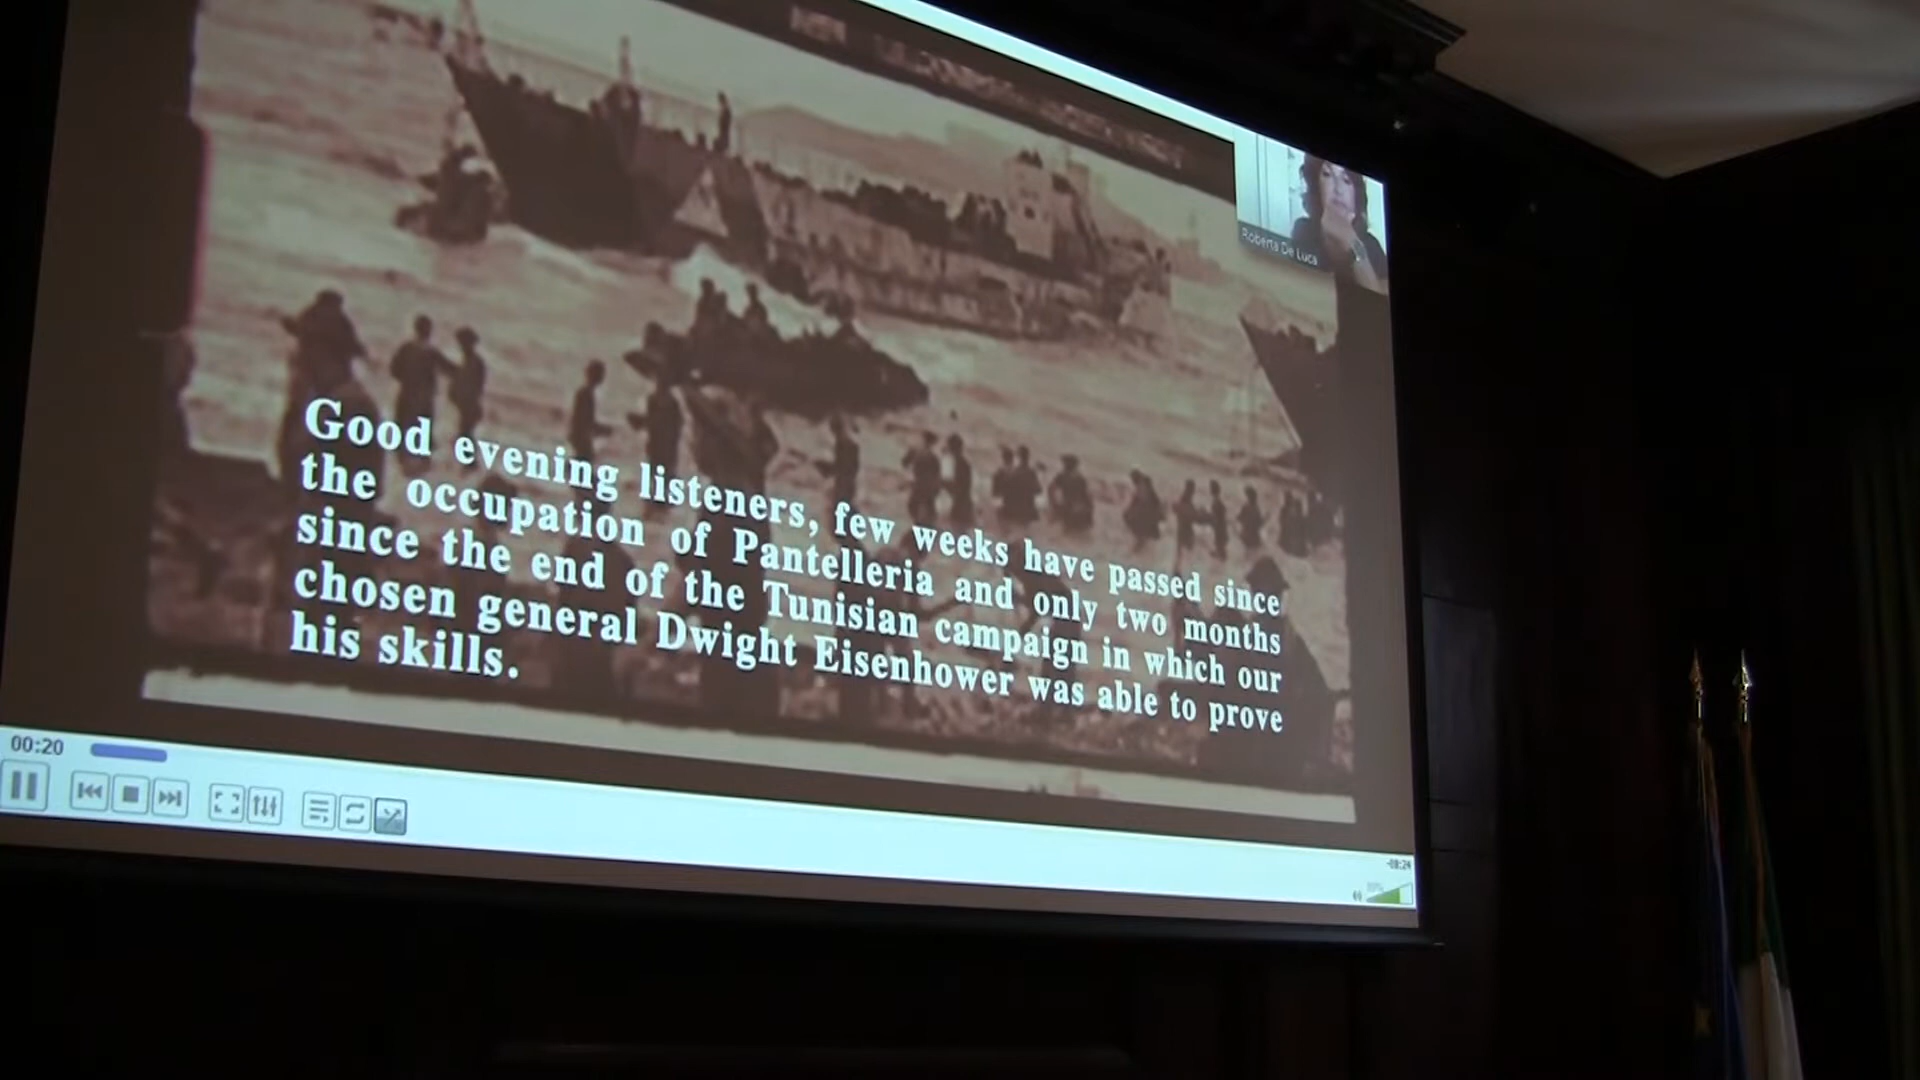 Roberta De Luca
Good evening listeners, few weeks have passed since
the occupation of Pantelleria and only two months
since the end of the Tunisian campaign in which our
chosen general Dwight Eisenhower was able to prove
his skills.
00:20